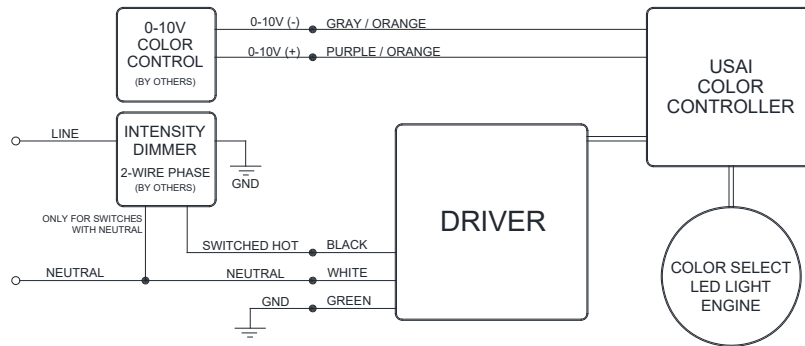 0-10V
COLOR
CONTROL
(BY OTHERS)
0-10V (-)
GRAY / ORANGE
0-10V (+)
PURPLE / ORANGE
USAI
COLOR
CONTROLLER
LINE
INTENSITY
DIMMER
2-WIRE PHASE
(BY OTHERS)
GND
ONLY FOR SWITCHES
WITH NEUTRAL
DRIVER
SWITCHED HOT
BLACK
NEUTRAL
NEUTRAL
WHITE
GND
GREEN
COLOR SELECT
LED LIGHT
ENGINE